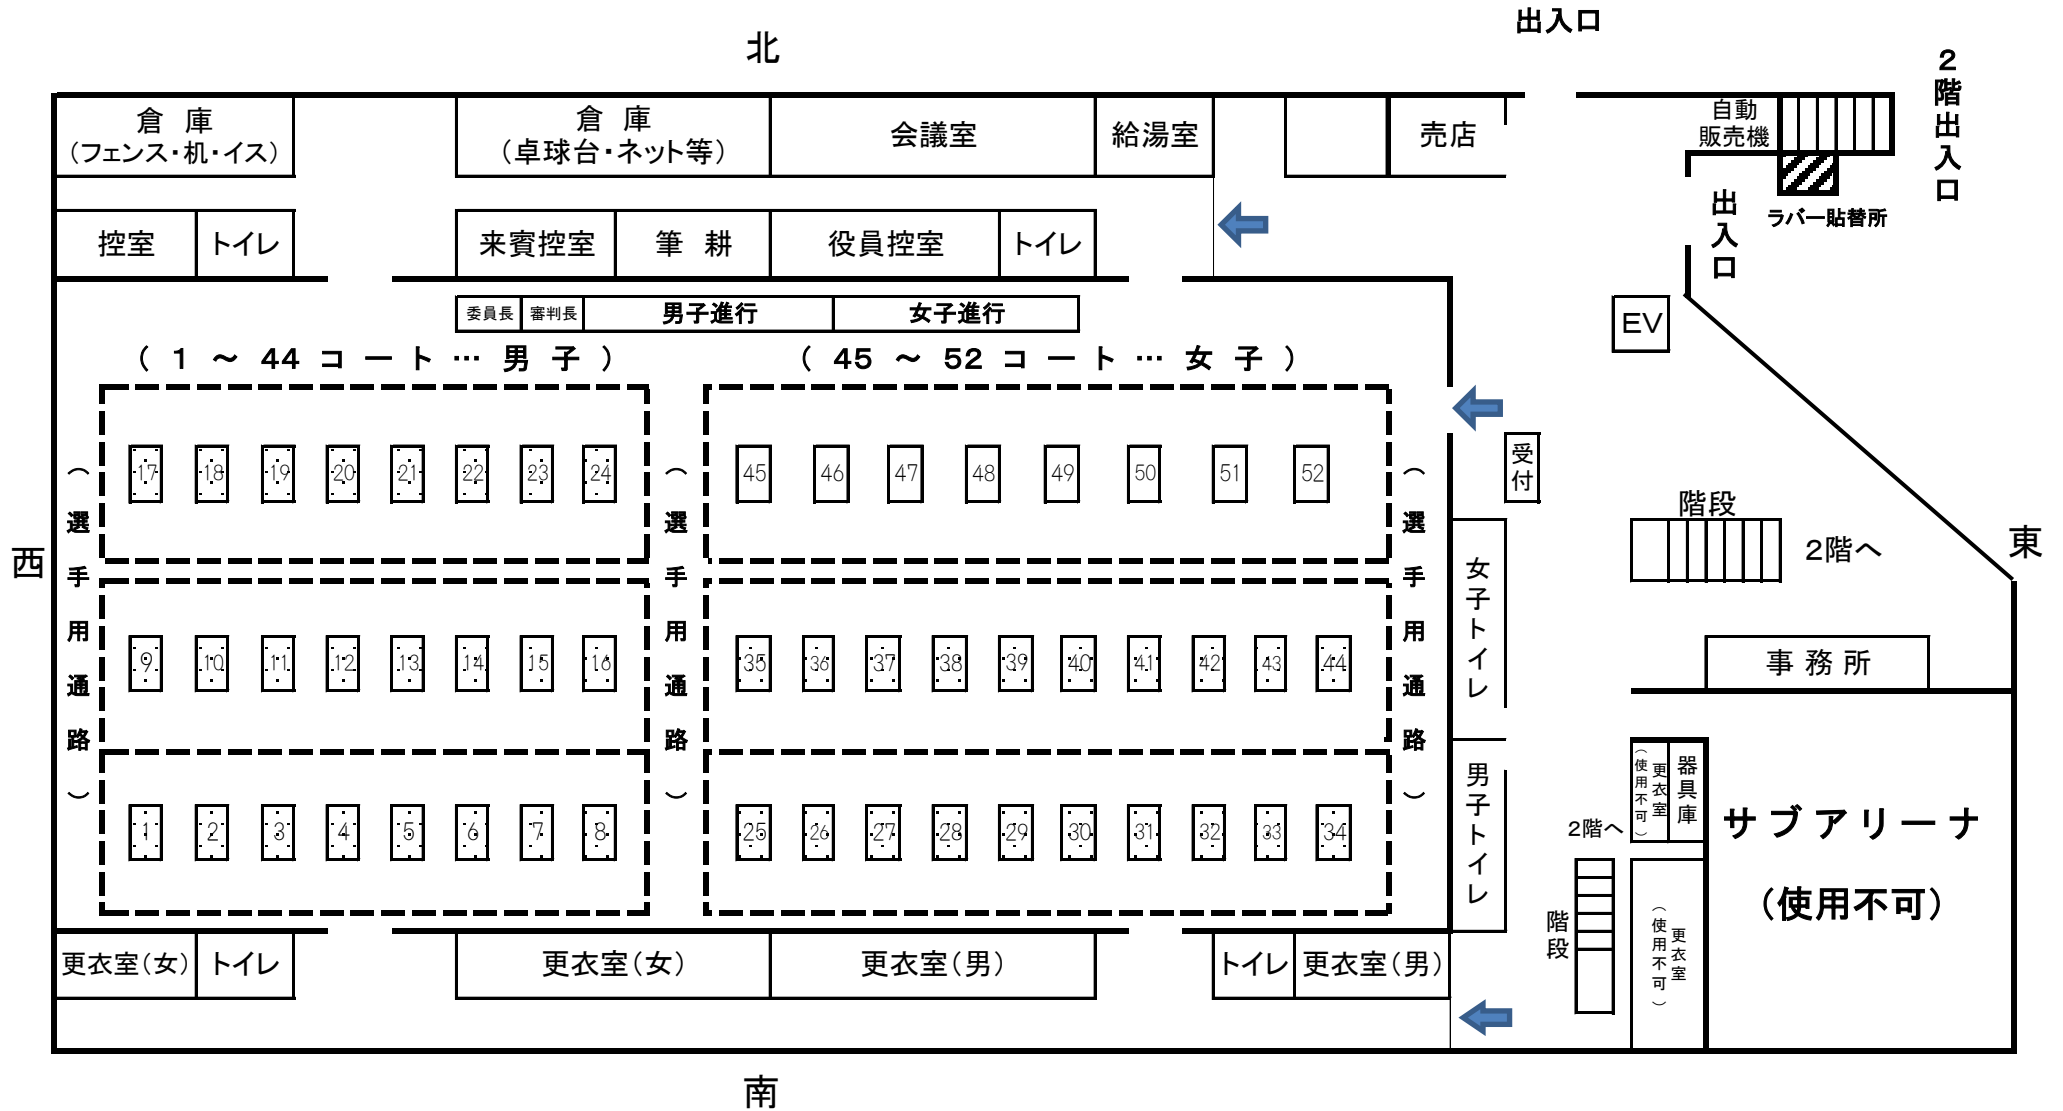 出入口
北
2階出入口
倉 庫
(フェンス・机・イス)
倉 庫
(卓球台・ネット等)
会議室
給湯室
売店
自動
販売機
出入口
ラバー貼替所
控室
トイレ
来賓控室
筆 耕
役員控室
トイレ
委員長
審判長
男子進行
女子進行
EV
( 1 ~ 44 コ ー ト … 男 子 )
( 45 ~ 52 コ ー ト … 女 子 )
(選手用通路)
17 18 19 20 21 22 23 24
(選手用通路)
45 46 47 48 49 50 51 52
(選手用通路)
受付
階段
2階へ
西
東
女子トイレ
9 10 11 12 13 14 15 16
35 36 37 38 39 40 41 42 43 44
事務所
男子トイレ
1 2 3 4 5 6 7 8
25 26 27 28 29 30 31 32 33 34
更衣室
(使用不可)
器具庫
2階へ
階段
サブアリーナ
(使用不可)
更衣室
(使用不可)
更衣室(女)
トイレ
更衣室(女)
更衣室(男)
トイレ
更衣室(男)
南